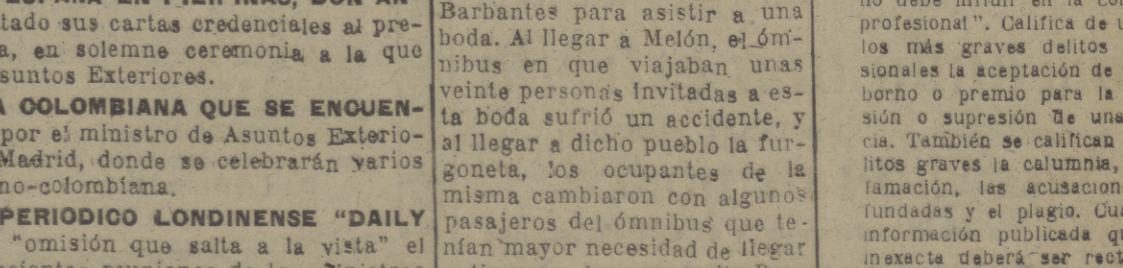 tado sus cartas credenciales al pre-
a, en solemne ceremonia, a la que
suntos Exteriores.
A COLOMBIANA QUE SE ENCUEN-
por el ministro de Asuntos Exterio-
Madrid, donde se celebrarán varios
no-colombiana.
PERIODICO LONDINENSE "DAILY
"omisión que salta a la vista" el
Barbantes para asistir a una
boda. Al llegar a Melón, el óm-
nibus en que viajaban unas
veinte personas invitadas a es-
ta boda sufrió un accidente, y
al llegar a dicho pueblo la fur-
goneta, los ocupantes de la
misma cambiaron con algunos
pasajeros del ómnibus que te-
nían mayor necesidad de llegar
profesional". Califica de
los más graves delitos
sionales la aceptación de
borno o premio para la
sión o supresión de una
cia. También se califican
litos graves la calumnia,
famación, las acusacion
fundadas y el plagio. Cua
información publicada qu
inexacta deberá ser rect